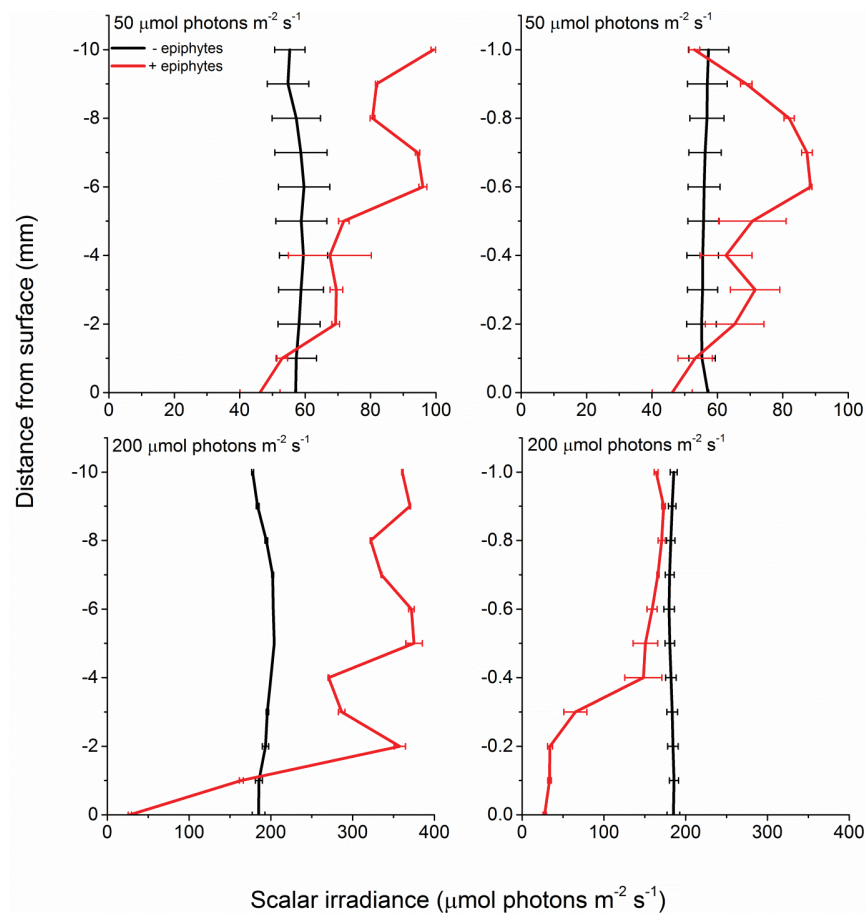 50 μmol photons m⁻² s⁻¹
-10
- epiphytes
+ epiphytes
-8
-6
-4
-2
0
0 20 40 60 80 100
50 μmol photons m⁻² s⁻¹
-1.0
-0.8
-0.6
-0.4
-0.2
0.0
0 20 40 60 80 100
Distance from surface (mm)
200 μmol photons m⁻² s⁻¹
-10
-8
-6
-4
-2
0
0 100 200 300 400
200 μmol photons m⁻² s⁻¹
-1.0
-0.8
-0.6
-0.4
-0.2
0.0
0 100 200 300 400
Scalar irradiance (μmol photons m⁻² s⁻¹)